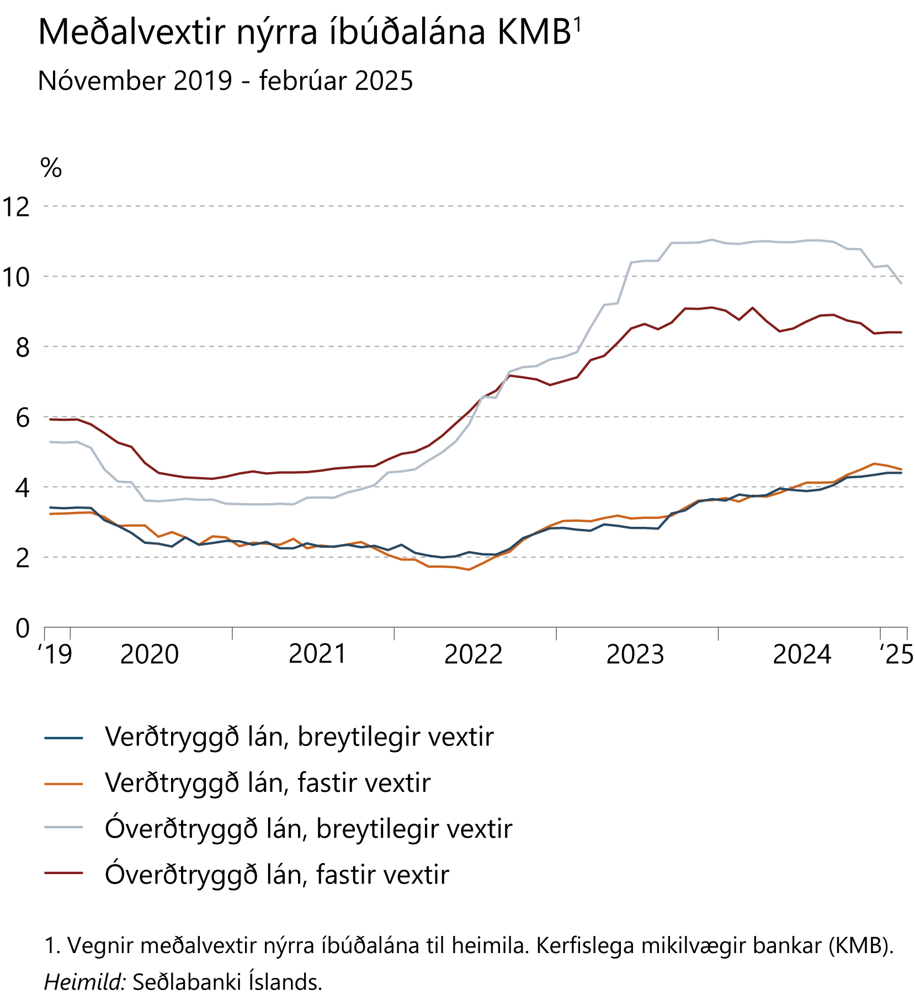 Meðalvextir nýrra íbúðalána KMB¹
Nóvember 2019 - febrúar 2025
%
12
10
8
6
4
2
0
‘19 2020 2021 2022 2023 2024 ‘25
Verðtryggð lán, breytilegir vextir
Verðtryggð lán, fastir vextir
Óverðtryggð lán, breytilegir vextir
Óverðtryggð lán, fastir vextir
1. Vegnir meðalvextir nýrra íbúðalána til heimila. Kerfislega mikilvægir bankar (KMB).
Heimild: Seðlabanki Íslands.